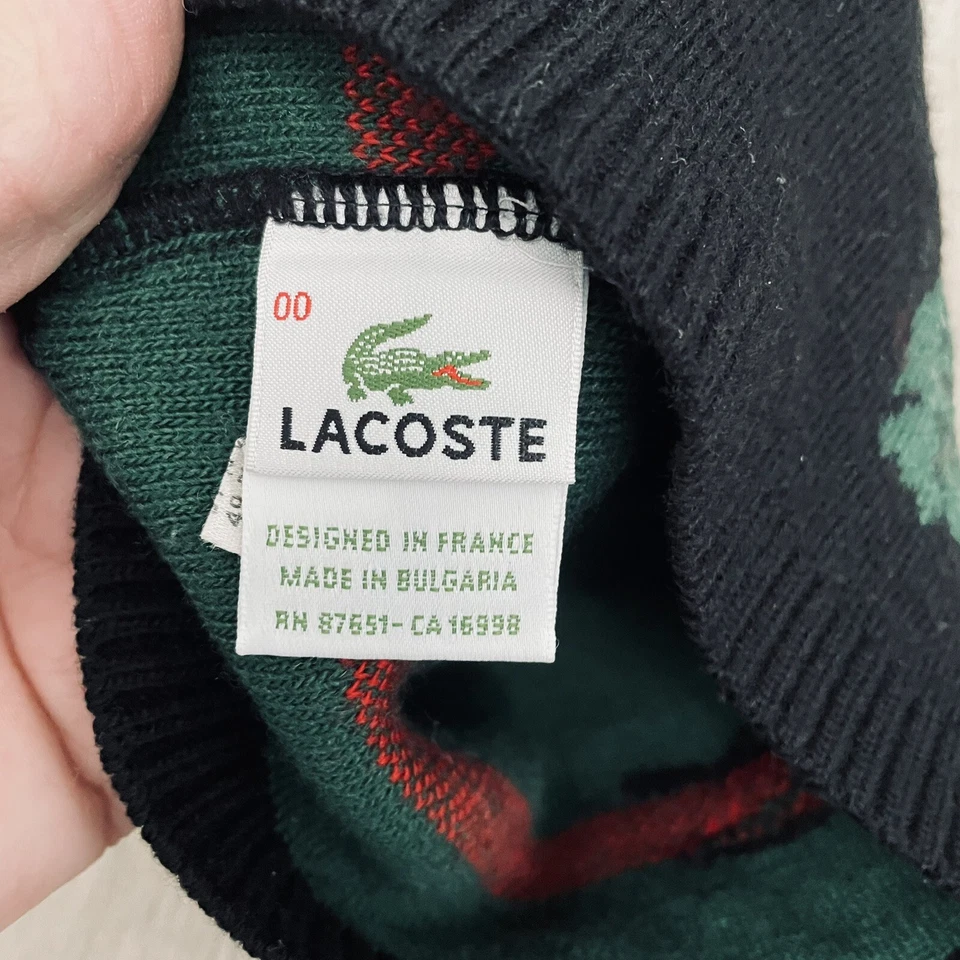 00
LACOSTE
DESIGNED IN FRANCE
MADE IN BULGARIA
RN 87651-CA 16998